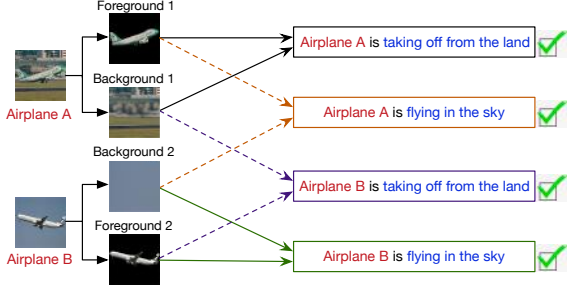 Foreground 1
Airplane A is taking off from the land
Background 1
Airplane A
Airplane A is flying in the sky
Background 2
Airplane B is taking off from the land
Foreground 2
Airplane B
Airplane B is flying in the sky